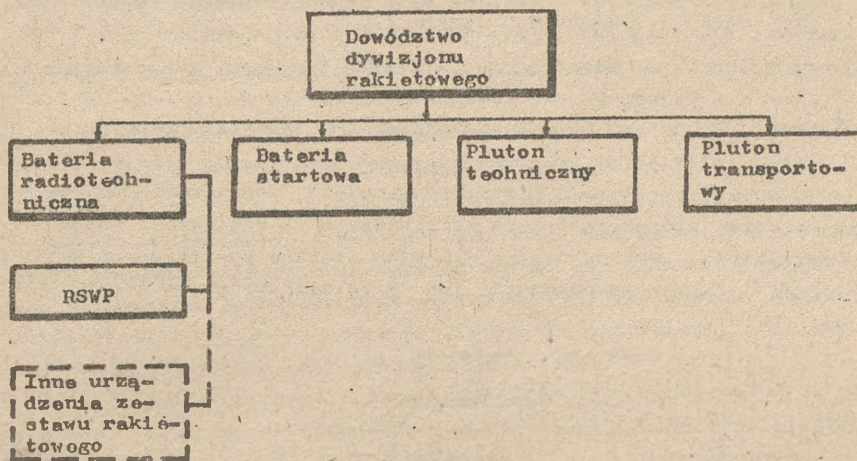 Dowództwo
dywizjonu
rakietowego
Bateria
radiotech-
niczna
Bateria
startowa
Pluton
techniczny
Pluton
transporto-
wy
RSWP
Inne urzą-
dzenia ze-
stawu rakie-
towego